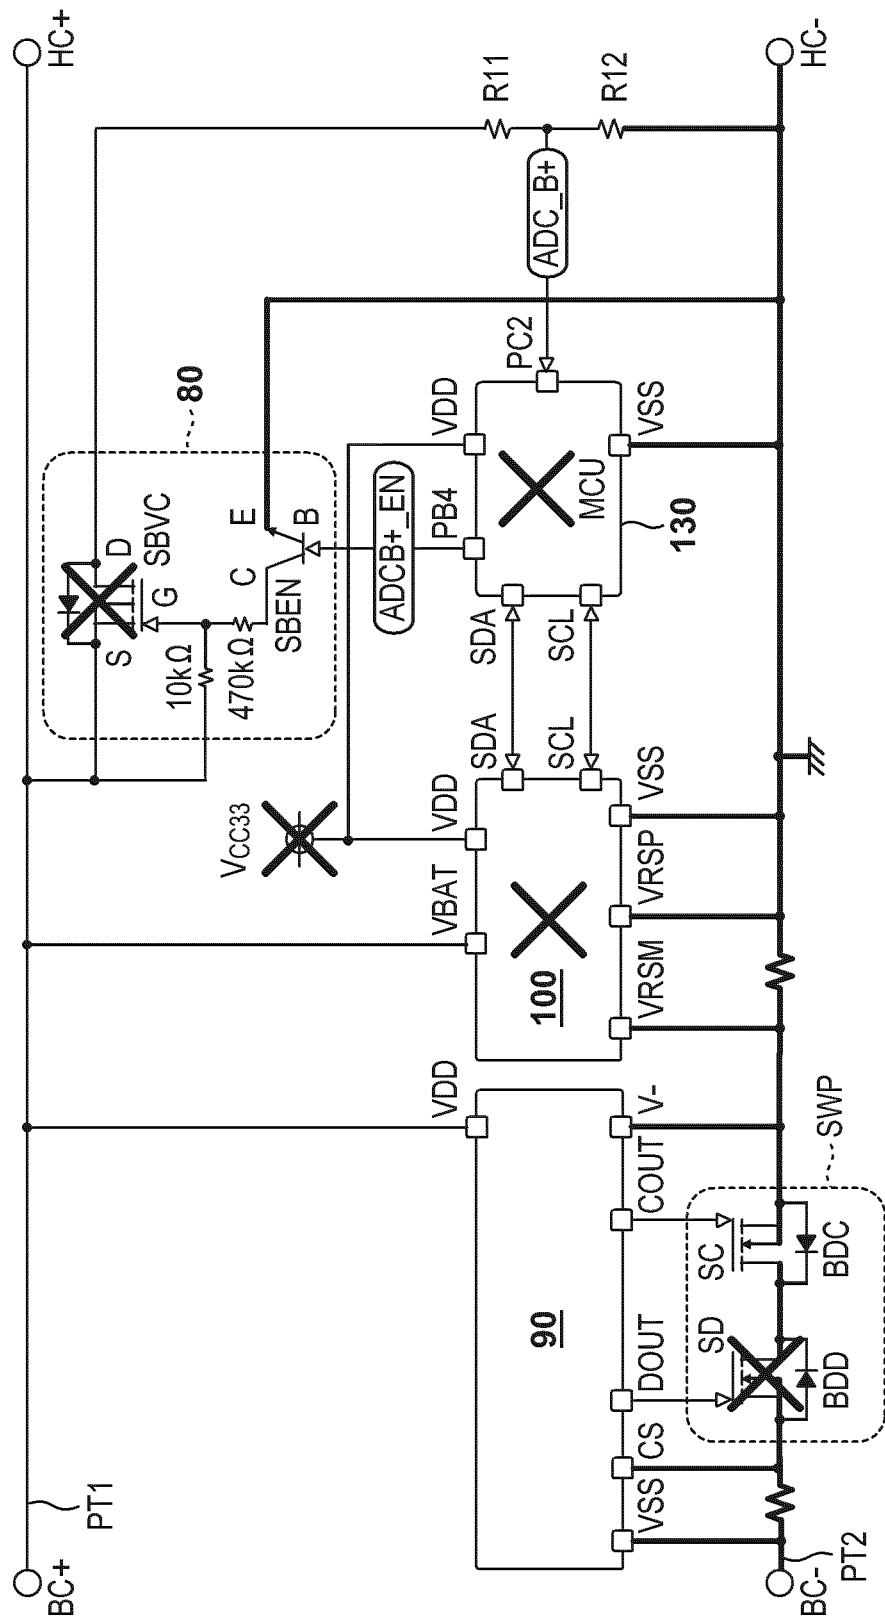 HC+
HC-
R11
R12
ADC_B+
PC2
80
VDD
VSS
E
B
D
SBVC
G
C
SBEN
S
10kΩ
470kΩ
ADCB+_EN
PB4
MCU
130
SDA
SCL
SDA
SCL
VCC33
VDD
VBAT
VSS
VRSP
VRSM
100
VDD
V-
COUT
SWP
SC
BDC
90
SD
DOUT
BDD
CS
VSS
PT1
PT2
BC+
BC-